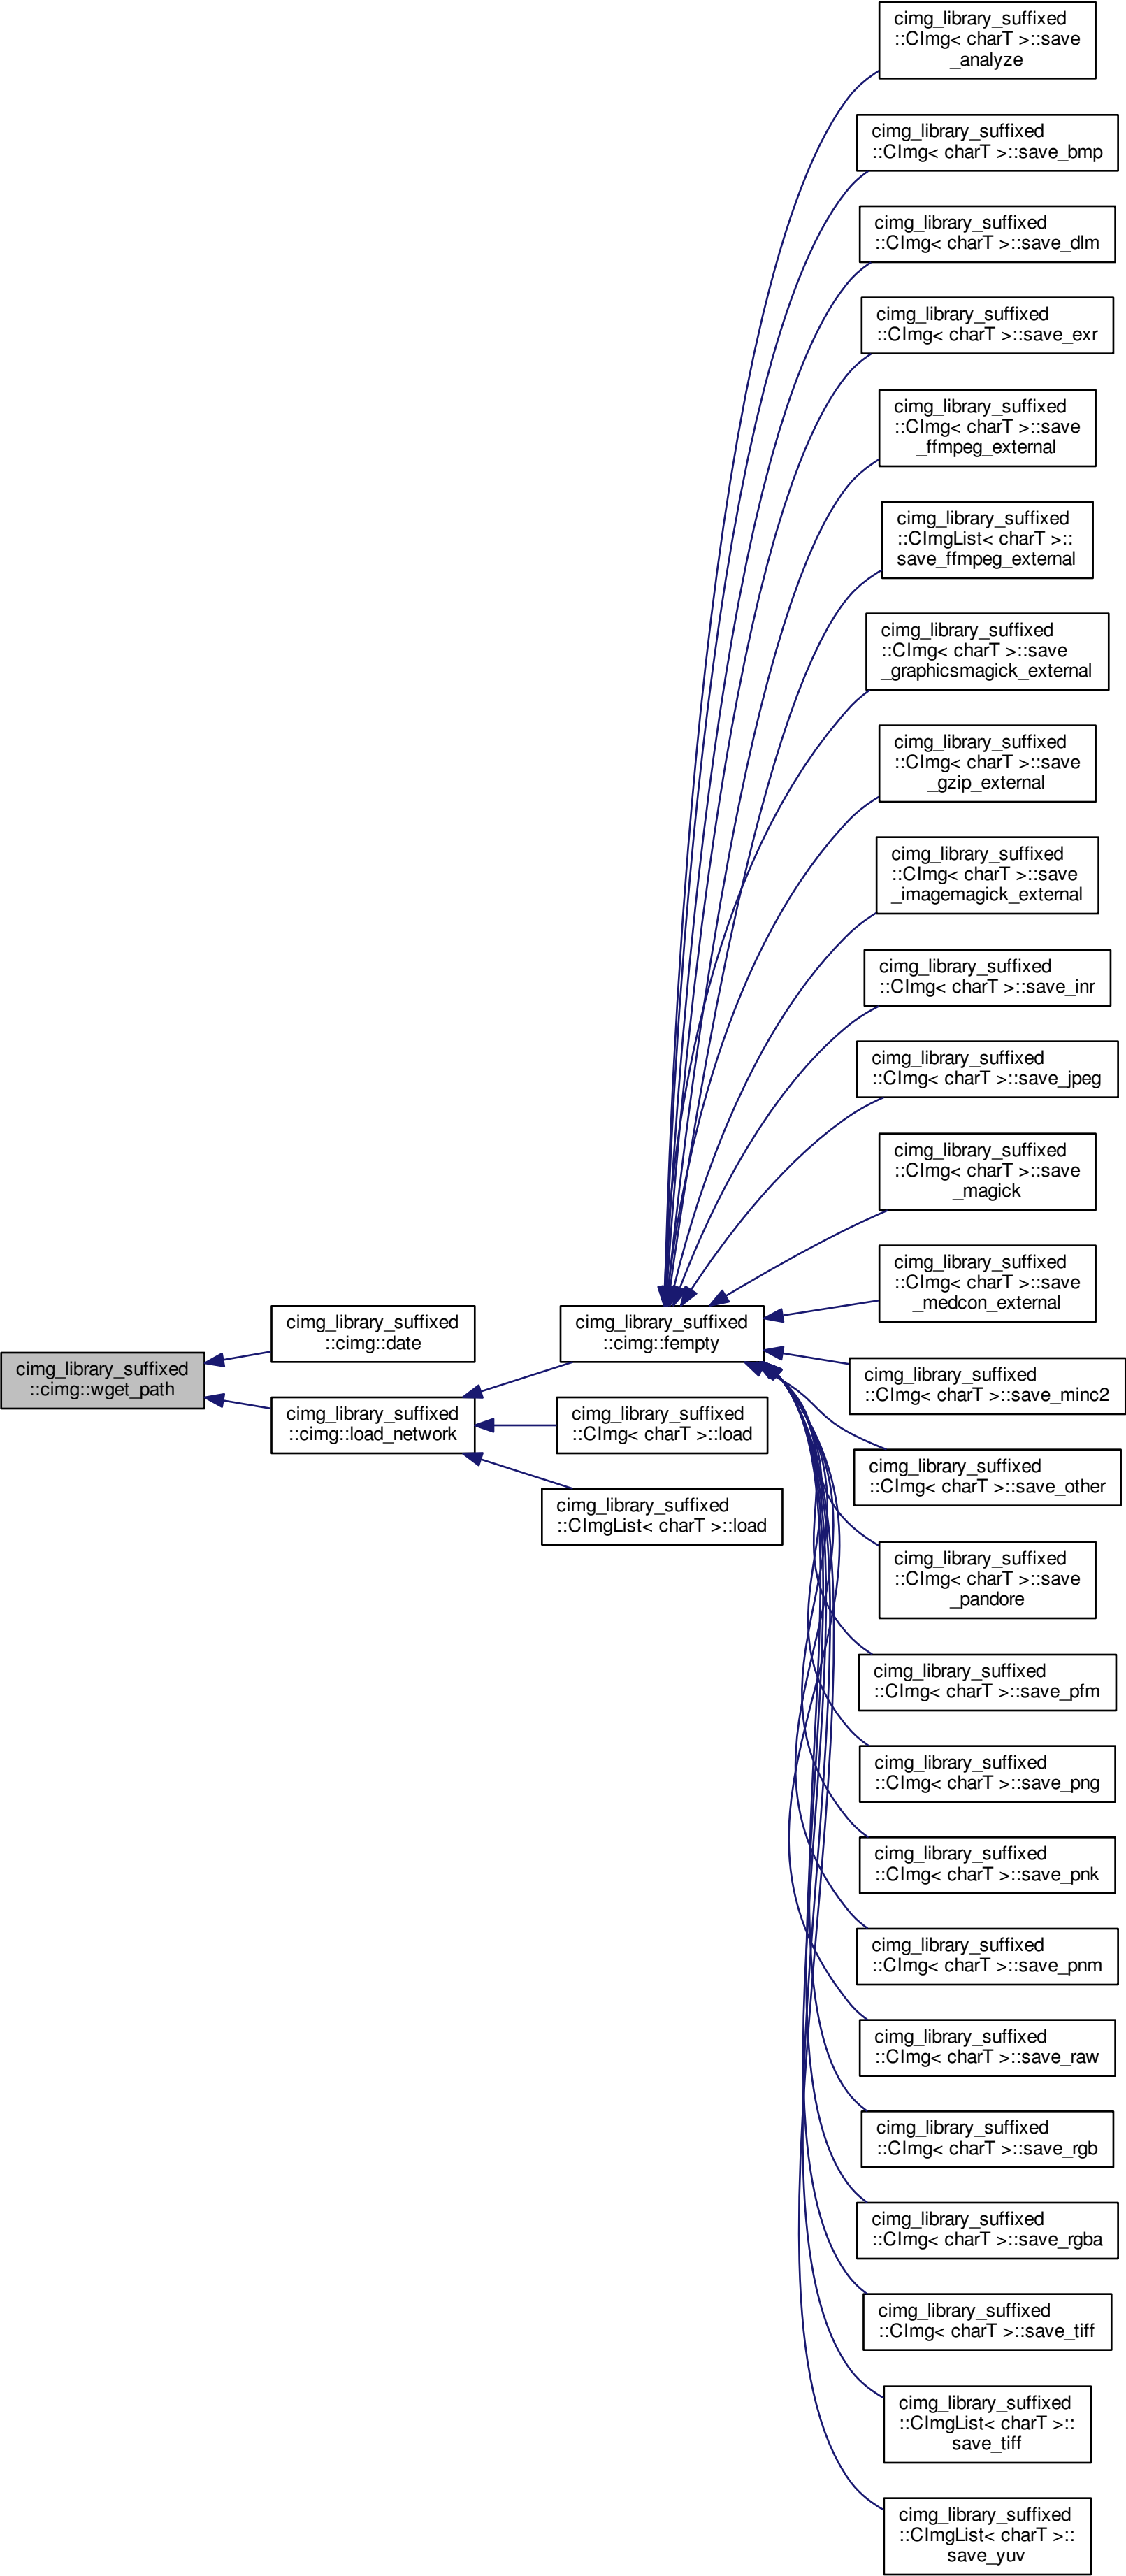 cimg_library_suffixed
::CImg< charT >::save
_analyze
cimg_library_suffixed
::CImg< charT >::save_bmp
cimg_library_suffixed
::CImg< charT >::save_dlm
cimg_library_suffixed
::CImg< charT >::save_exr
cimg_library_suffixed
::CImg< charT >::save
_ffmpeg_external
cimg_library_suffixed
::CImgList< charT >::
save_ffmpeg_external
cimg_library_suffixed
::CImg< charT >::save
_graphicsmagick_external
cimg_library_suffixed
::CImg< charT >::save
_gzip_external
cimg_library_suffixed
::CImg< charT >::save
_imagemagick_external
cimg_library_suffixed
::CImg< charT >::save_inr
cimg_library_suffixed
::CImg< charT >::save_jpeg
cimg_library_suffixed
::CImg< charT >::save
_magick
cimg_library_suffixed
::CImg< charT >::save
_medcon_external
cimg_library_suffixed
::cimg::wget_path
cimg_library_suffixed
::cimg::date
cimg_library_suffixed
::cimg::load_network
cimg_library_suffixed
::cimg::fempty
cimg_library_suffixed
::CImg< charT >::load
cimg_library_suffixed
::CImgList< charT >::load
cimg_library_suffixed
::CImg< charT >::save_minc2
cimg_library_suffixed
::CImg< charT >::save_other
cimg_library_suffixed
::CImg< charT >::save
_pandore
cimg_library_suffixed
::CImg< charT >::save_pfm
cimg_library_suffixed
::CImg< charT >::save_png
cimg_library_suffixed
::CImg< charT >::save_pnk
cimg_library_suffixed
::CImg< charT >::save_pnm
cimg_library_suffixed
::CImg< charT >::save_raw
cimg_library_suffixed
::CImg< charT >::save_rgb
cimg_library_suffixed
::CImg< charT >::save_rgba
cimg_library_suffixed
::CImg< charT >::save_tiff
cimg_library_suffixed
::CImgList< charT >::
save_tiff
cimg_library_suffixed
::CImgList< charT >::
save_yuv